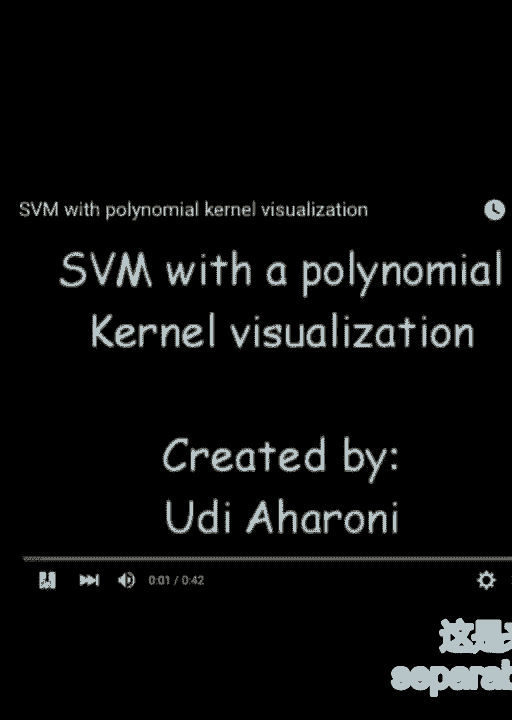 SVM with polynomial kernel visualization
SVM with a polynomial
Kernel visualization
Created by:
Udi Aharoni
0:01 / 0:42
这是
separab